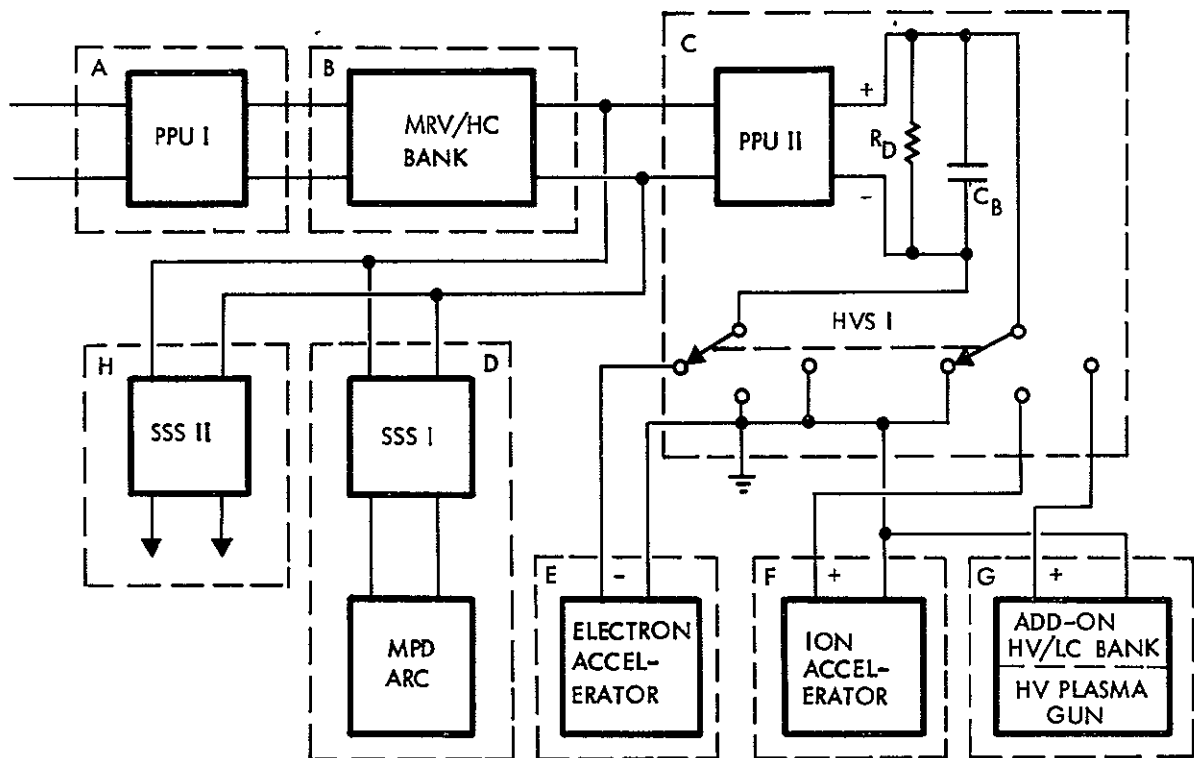 A
PPU I
B
MRV/HC
BANK
C
PPU II
+
-
R_D
C_B
HVS I
H
SSS II
D
SSS I
MPD
ARC
E
-
ELECTRON
ACCEL-
ERATOR
F
+
ION
ACCEL-
ERATOR
G
+
ADD-ON
HV/LC BANK
HV PLASMA
GUN